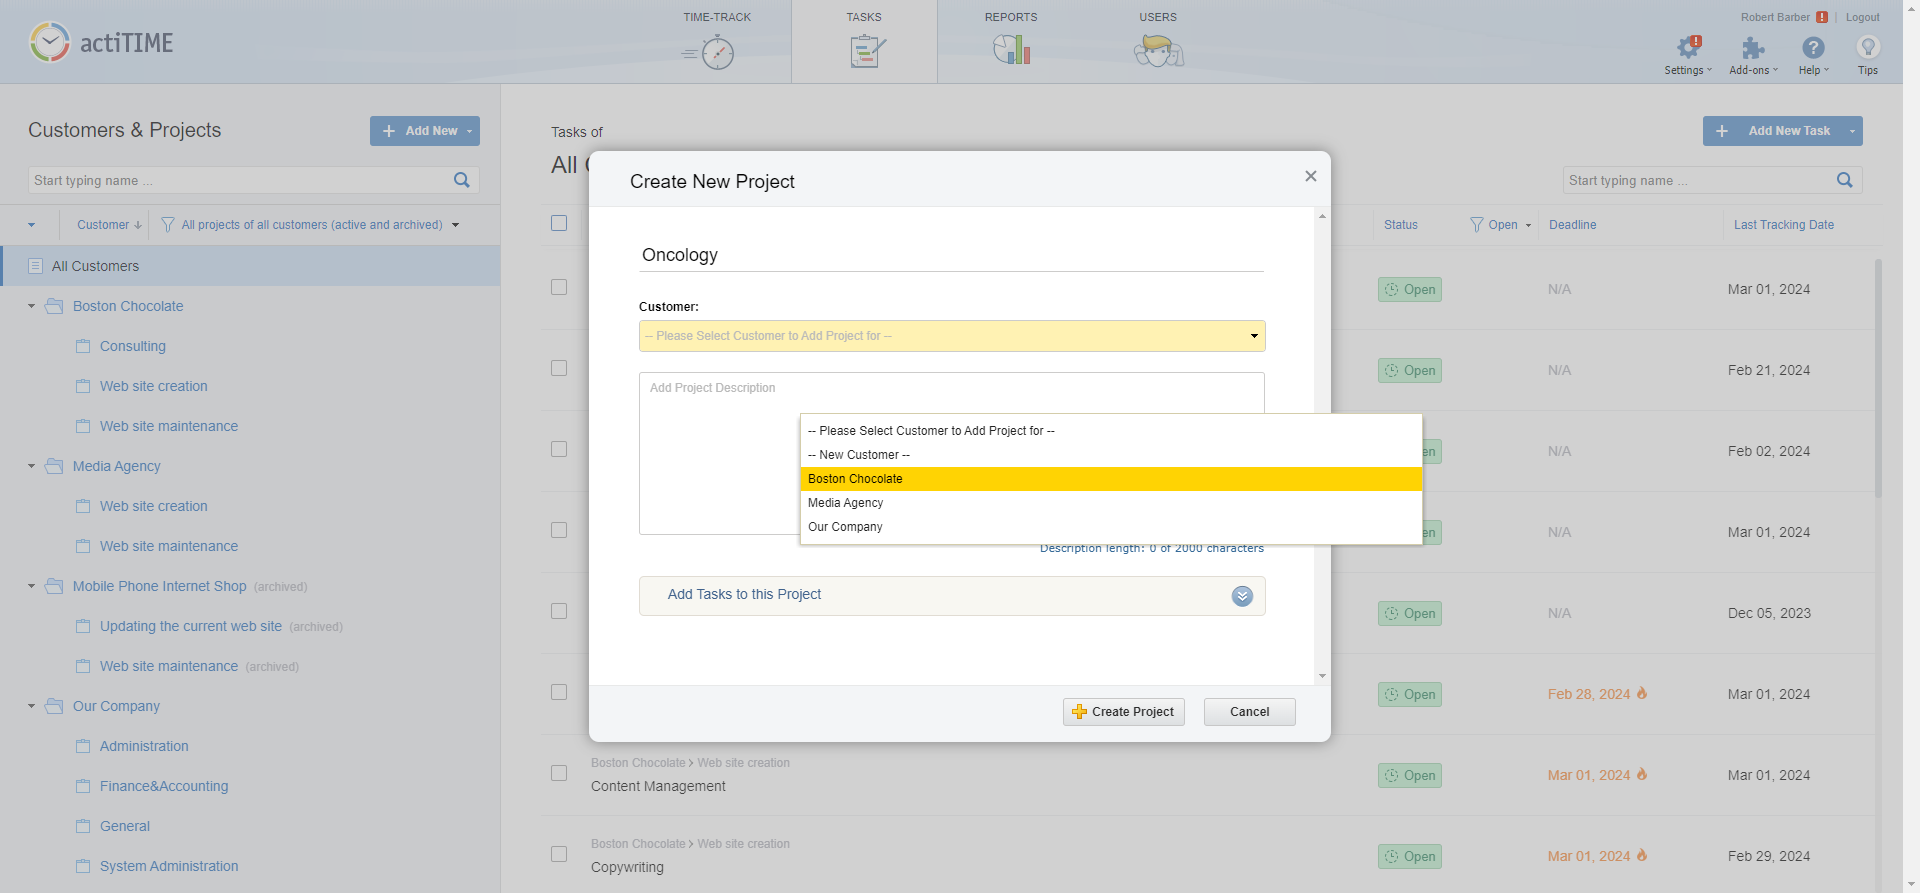 actiTIME
TIME-TRACK
TASKS
REPORTS
USERS
Robert Barber ! | Logout
Settings
Add-ons
Help
Tips
Customers & Projects
Add New
Start typing name ...
Customer
All projects of all customers (active and archived)
All Customers
Boston Chocolate
Consulting
Web site creation
Web site maintenance
Media Agency
Web site creation
Web site maintenance
Mobile Phone Internet Shop (archived)
Updating the current web site (archived)
Web site maintenance (archived)
Our Company
Administration
Finance&Accounting
General
System Administration
Tasks of
All
Add New Task
Start typing name ...
Status
Open
Deadline
Last Tracking Date
Open N/A Mar 01, 2024
Open N/A Feb 21, 2024
en N/A Feb 02, 2024
en N/A Mar 01, 2024
Open N/A Dec 05, 2023
Open Feb 28, 2024 Mar 01, 2024
Boston Chocolate > Web site creation
Content Management
Open Mar 01, 2024 Mar 01, 2024
Boston Chocolate > Web site creation
Copywriting
Open Mar 01, 2024 Feb 29, 2024
Create New Project
Oncology
Customer:
-- Please Select Customer to Add Project for --
Add Project Description
-- Please Select Customer to Add Project for --
-- New Customer --
Boston Chocolate
Media Agency
Our Company
Description length: 0 of 2000 characters
Add Tasks to this Project
Create Project
Cancel